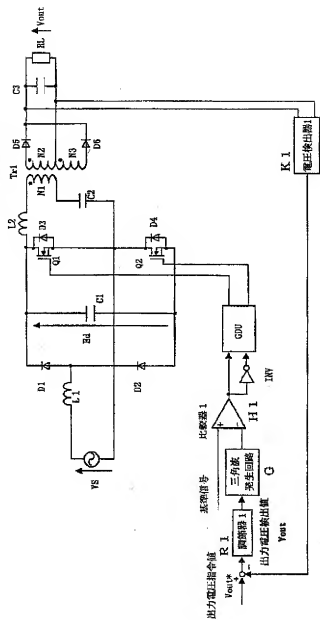 Vout
RL
C3
D5
D5
N2
N3
Tr1
N1
C2
L2
D3
D4
Q1
Q2
C1
Ed
D1
D2
L1
VS
K1
電圧検出器1
GDU
INV
比較器1
H1
基準信号
三角波
発生回路
G
調節器1
R1
出力電圧指令値
Vout*
出力電圧検出値
Vout
+
-
+
-